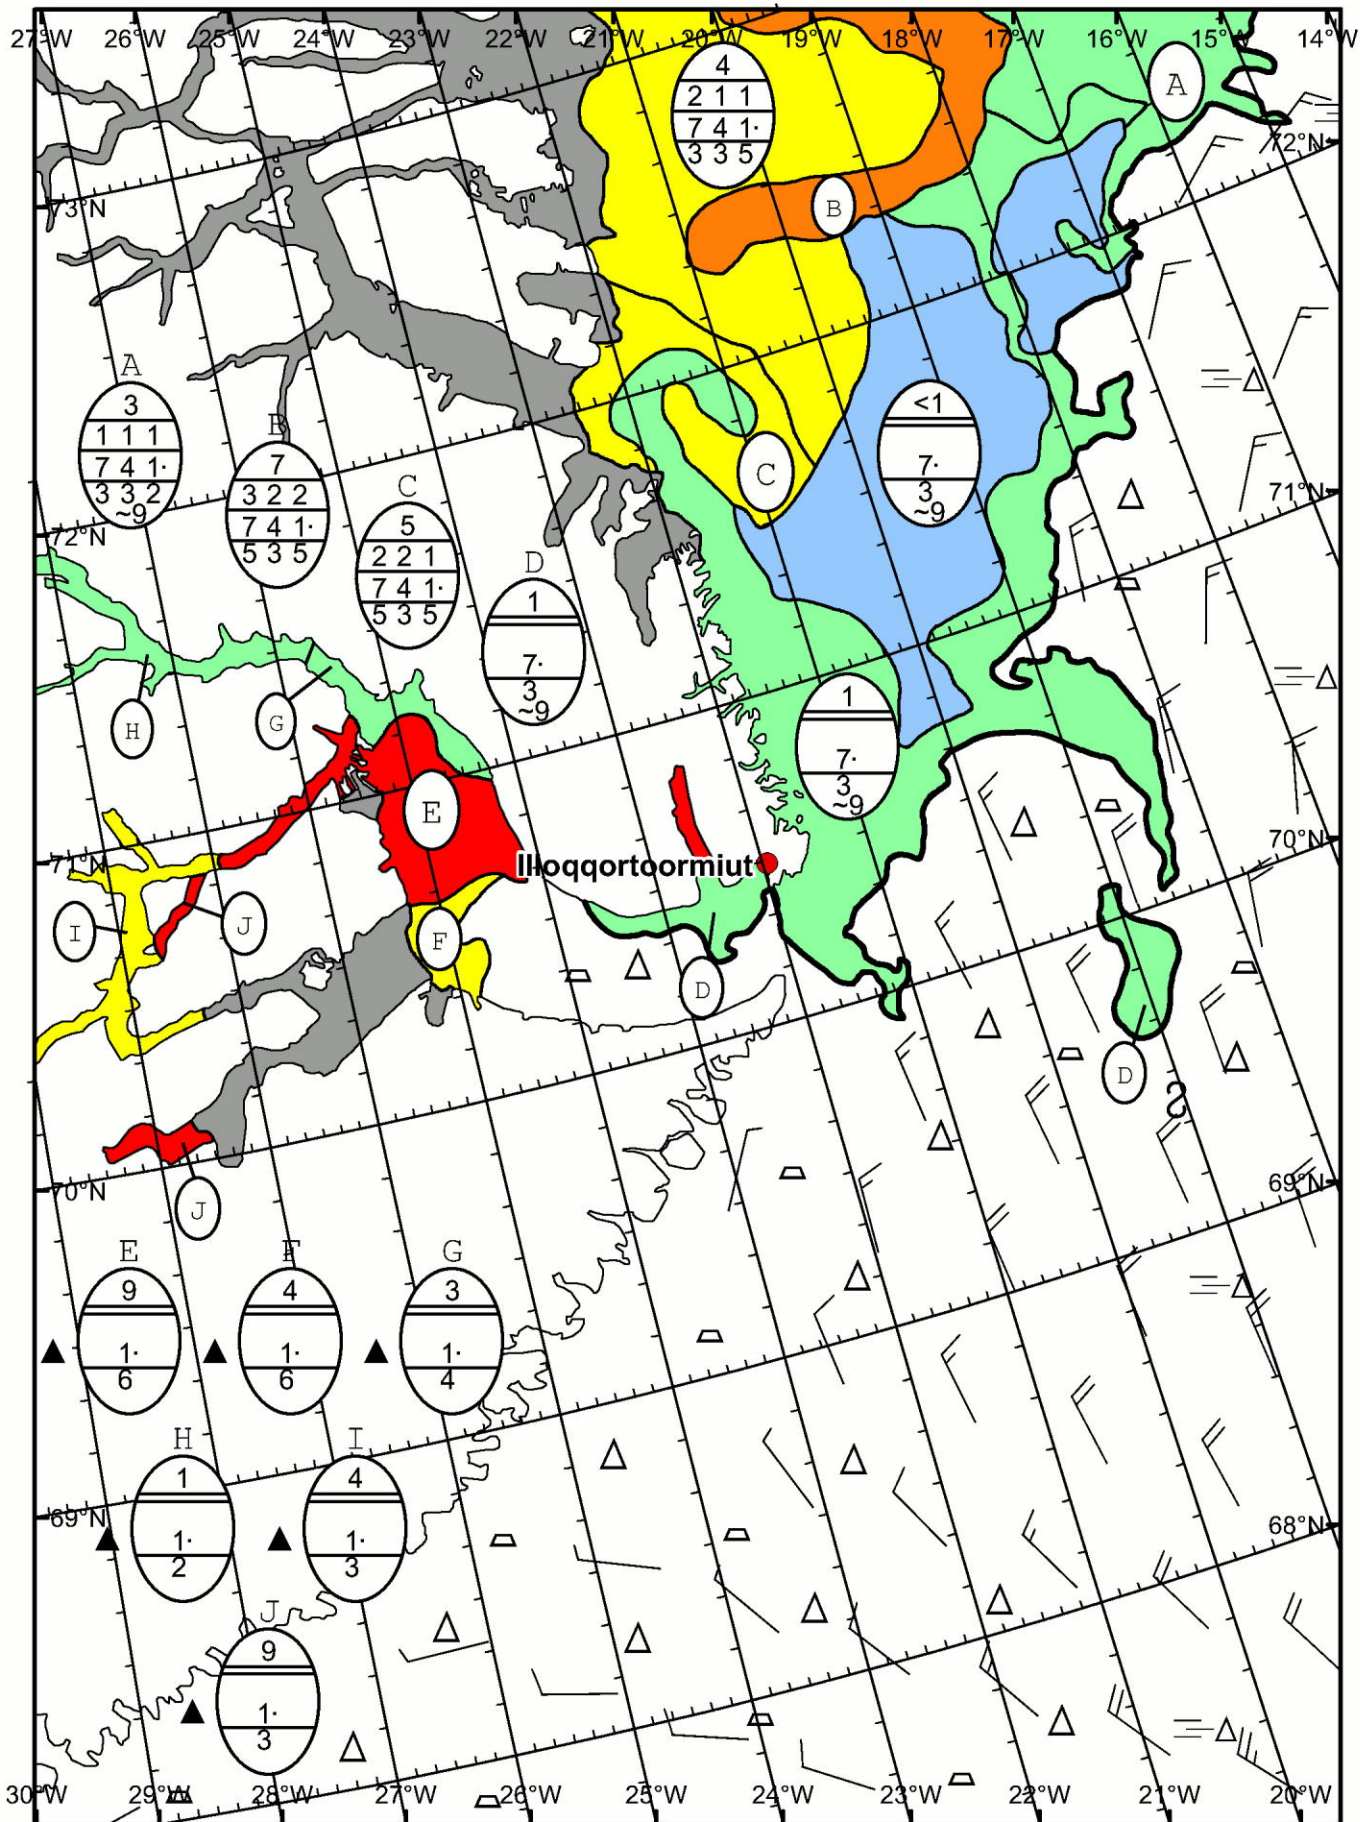 27°W 26°W 25°W 24°W 23°W 22°W 21°W 20°W 19°W 18°W 17°W 16°W 15°W 14°W
4
2 1 1
7 4 1·
3 3 5
A
72°N
73°N
B
A
3
1 1 1
7 4 1·
3 3 2
~9
B
7
3 2 2
7 4 1·
5 3 5
C
5
2 2 1
7 4 1·
5 3 5
D
1
7·
3
~9
C
<1
7·
3
~9
71°N
72°N
H
G
1
7·
3
~9
E
70°N
71°N
Illoqqortoormiut
I
J
F
D
D
70°N
69°N
J
E
9
1·
6
F
4
1·
6
G
3
1·
4
H
1
1·
2
I
4
1·
3
69°N
68°N
J
9
1·
3
30°W 29°W 28°W 27°W 26°W 25°W 24°W 23°W 22°W 21°W 20°W